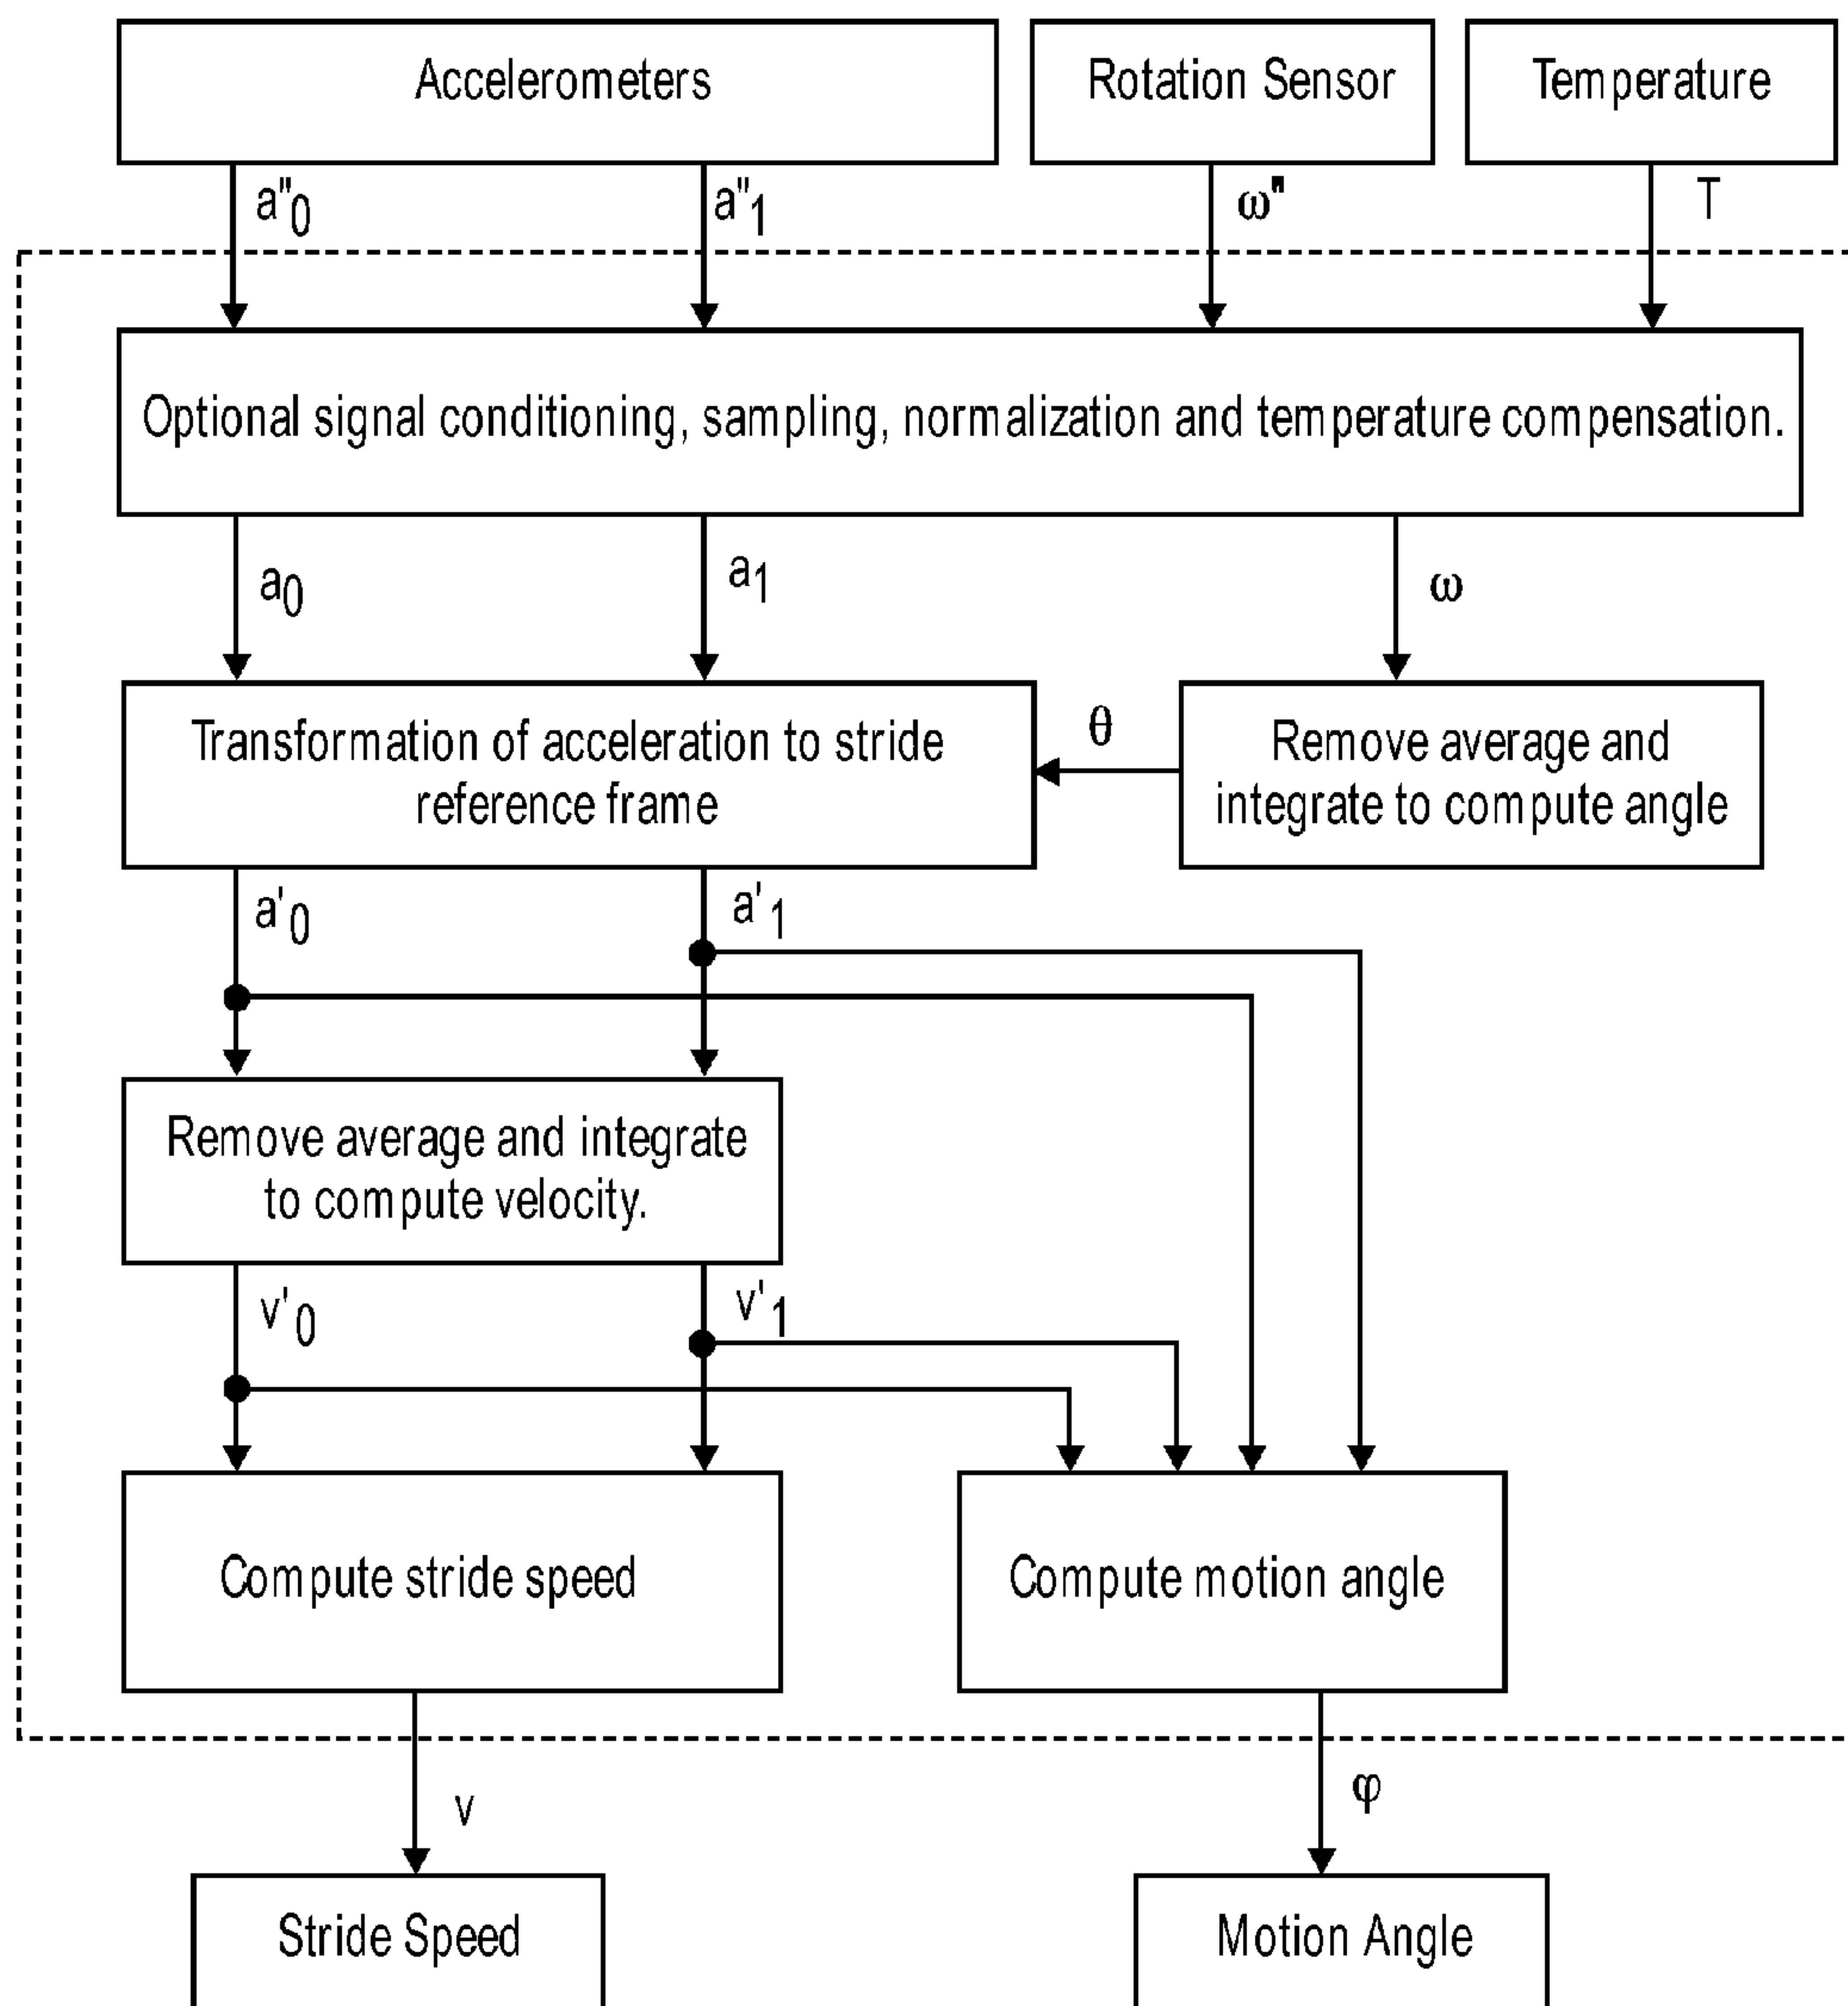 Accelerometers
Rotation Sensor
Temperature
a"0
a"1
ω"
T
Optional signal conditioning, sampling, normalization and temperature compensation.
a0
a1
ω
Transformation of acceleration to stride
reference frame
θ
Remove average and
integrate to compute angle
a'0
a'1
Remove average and integrate
to compute velocity.
v'0
v'1
Compute stride speed
Compute motion angle
v
φ
Stride Speed
Motion Angle